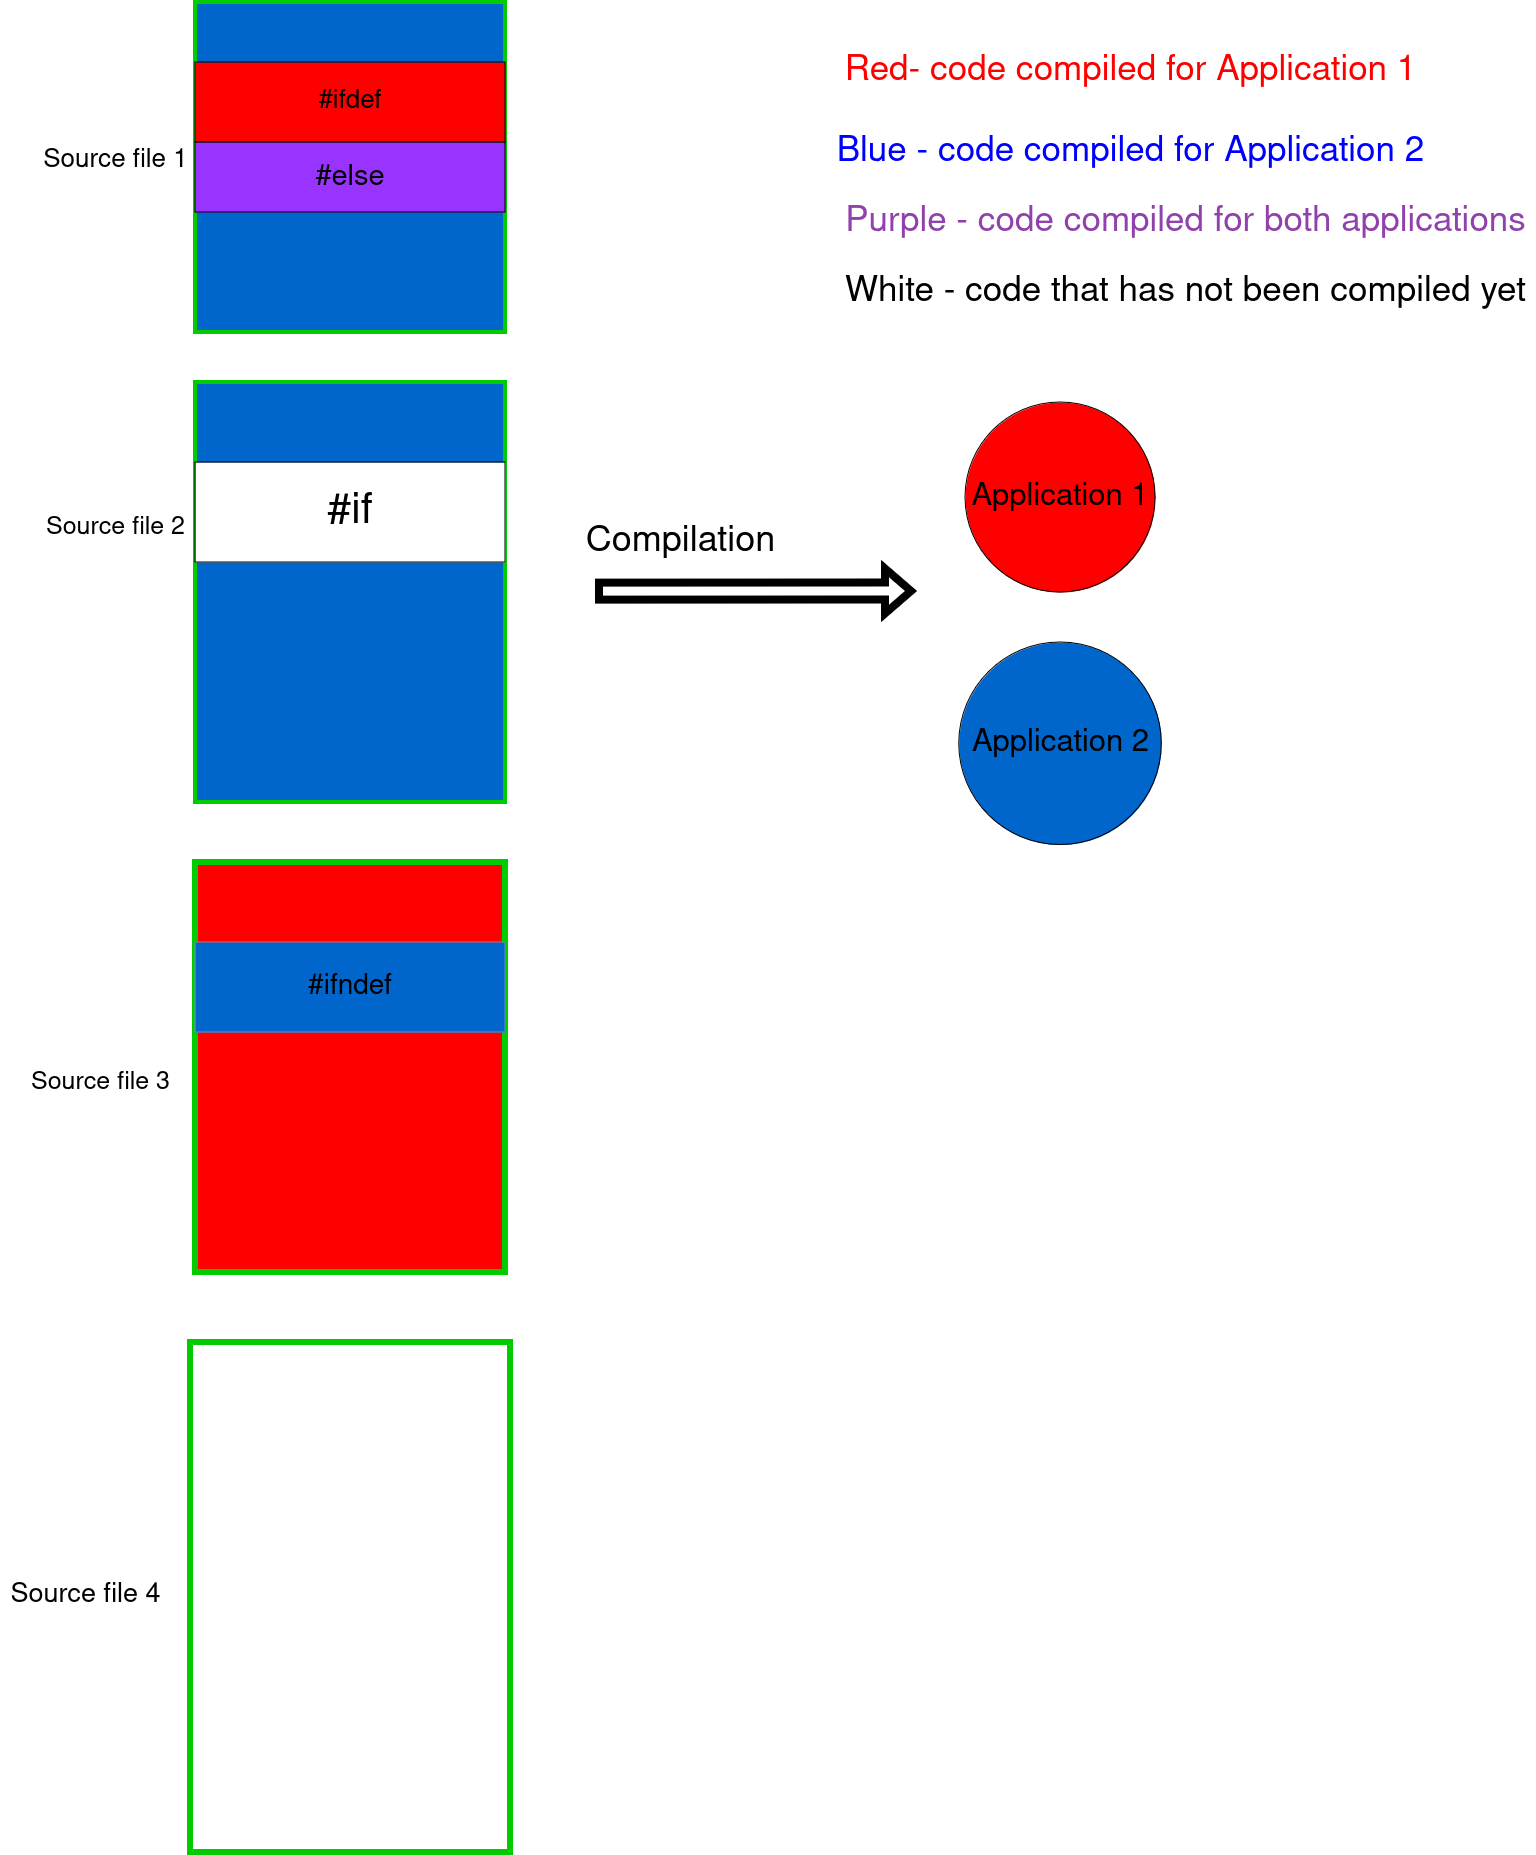 Red- code compiled for Application 1
#ifdef
Source file 1
Blue - code compiled for Application 2
#else
Purple - code compiled for both applications
White - code that has not been compiled yet
#if
Source file 2
Compilation
Application 1
Application 2
#ifndef
Source file 3
Source file 4